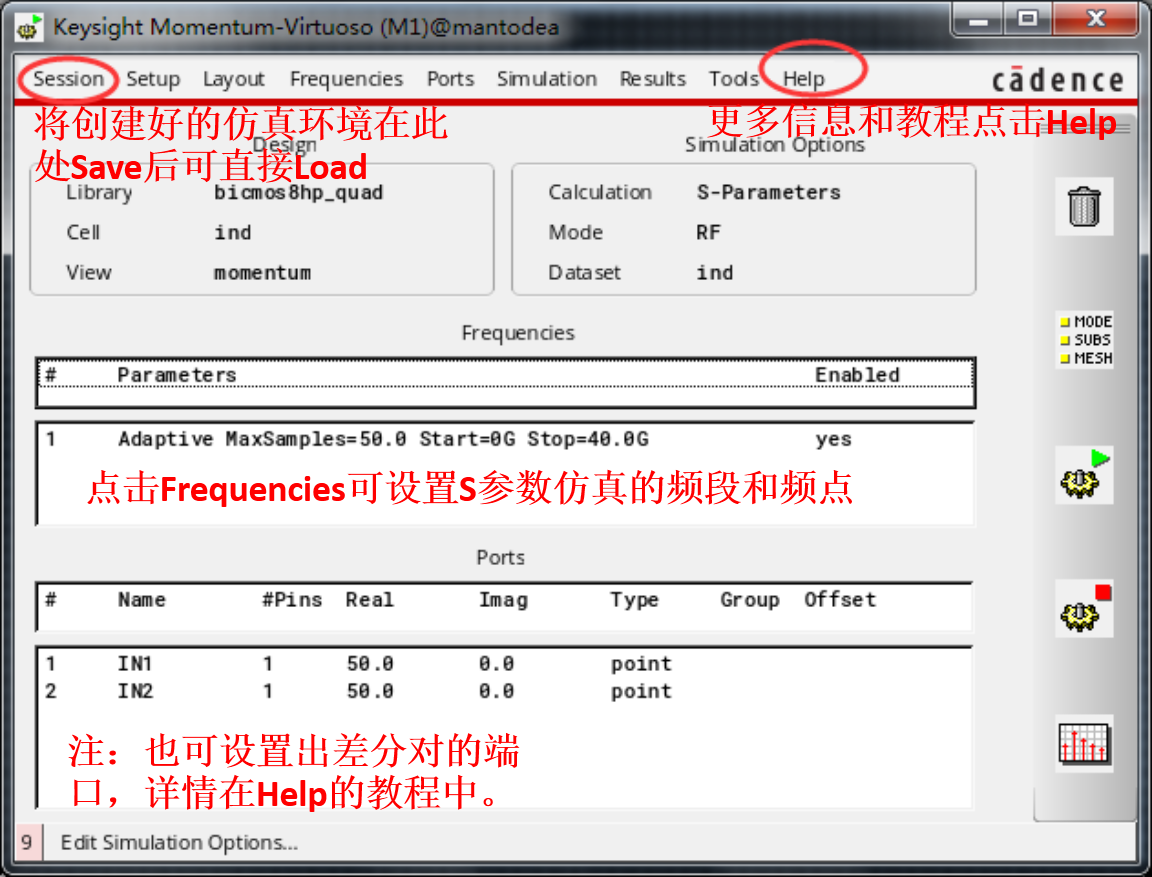 Keysight Momentum-Virtuoso (M1)@mantodea
Session Setup Layout Frequencies Ports Simulation Results Tools Help
cādence
将创建好的仿真环境在此
处Save后可直接Load
更多信息和教程点击Help
Design
Library bicmos8hp_quad
Cell ind
View momentum
Simulation Options
Calculation S-Parameters
Mode RF
Dataset ind
MODE
SUBS
MESH
Frequencies
# Parameters Enabled
1 Adaptive MaxSamples=50.0 Start=0G Stop=40.0G yes
点击Frequencies可设置S参数仿真的频段和频点
Ports
# Name #Pins Real Imag Type Group Offset
1 IN1 1 50.0 0.0 point
2 IN2 1 50.0 0.0 point
注：也可设置出差分对的端
口，详情在Help的教程中。
9 Edit Simulation Options...